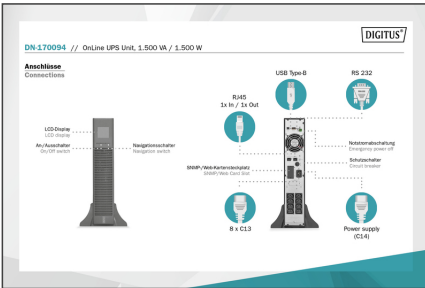 DIGITUS®
DN-170094 // OnLine UPS Unit, 1.500 VA / 1.500 W
Anschlüsse
Connections
USB Type-B
RS 232
RJ45
1x In / 1x Out
LCD-Display
LCD display
An-/Ausschalter
On/Off switch
Navigationsschalter
Navigation switch
Notstromabschaltung
Emergency power-off
Schutzschalter
Circuit breaker
SNMP-/Web-Kartensteckplatz
SNMP/Web Card Slot
8 x C13
Power supply
(C14)